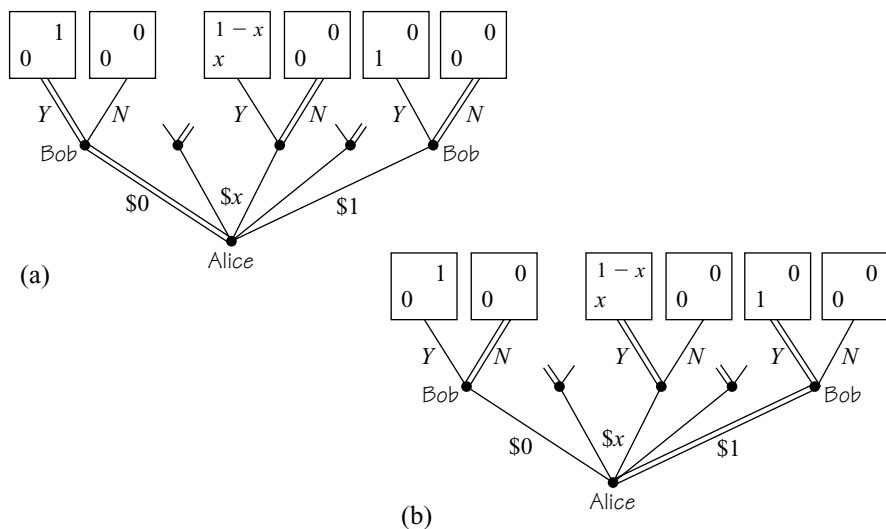 1 0 1 − x 0 0 0
0 0 x 0 1 0
Y N Y N Y N
Bob Bob
$0 $x $1
Alice
(a)
1 0 1 − x 0 0 0
0 0 x 0 1 0
Y N Y N Y N
Bob Bob
$0 $x $1
Alice
(b)